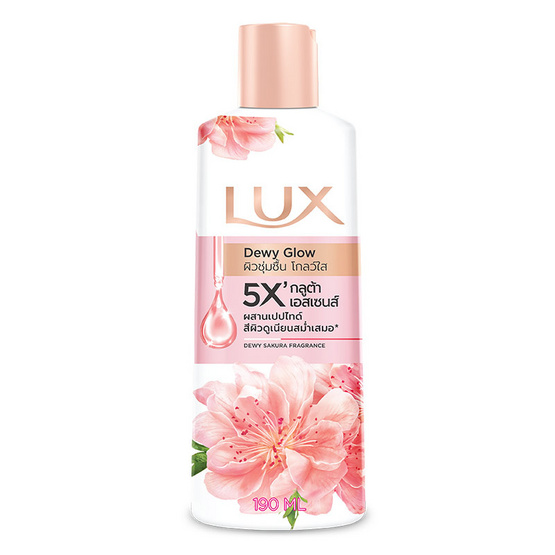 LUX
Dewy Glow
ผิวชุ่มชื้น โกลว์ใส
5X' กลูต้า
เอสเซนส์
ผสานเปปไทด์
สีผิวดูเนียนสม่ำเสมอ*
DEWY SAKURA FRAGRANCE
190 ML